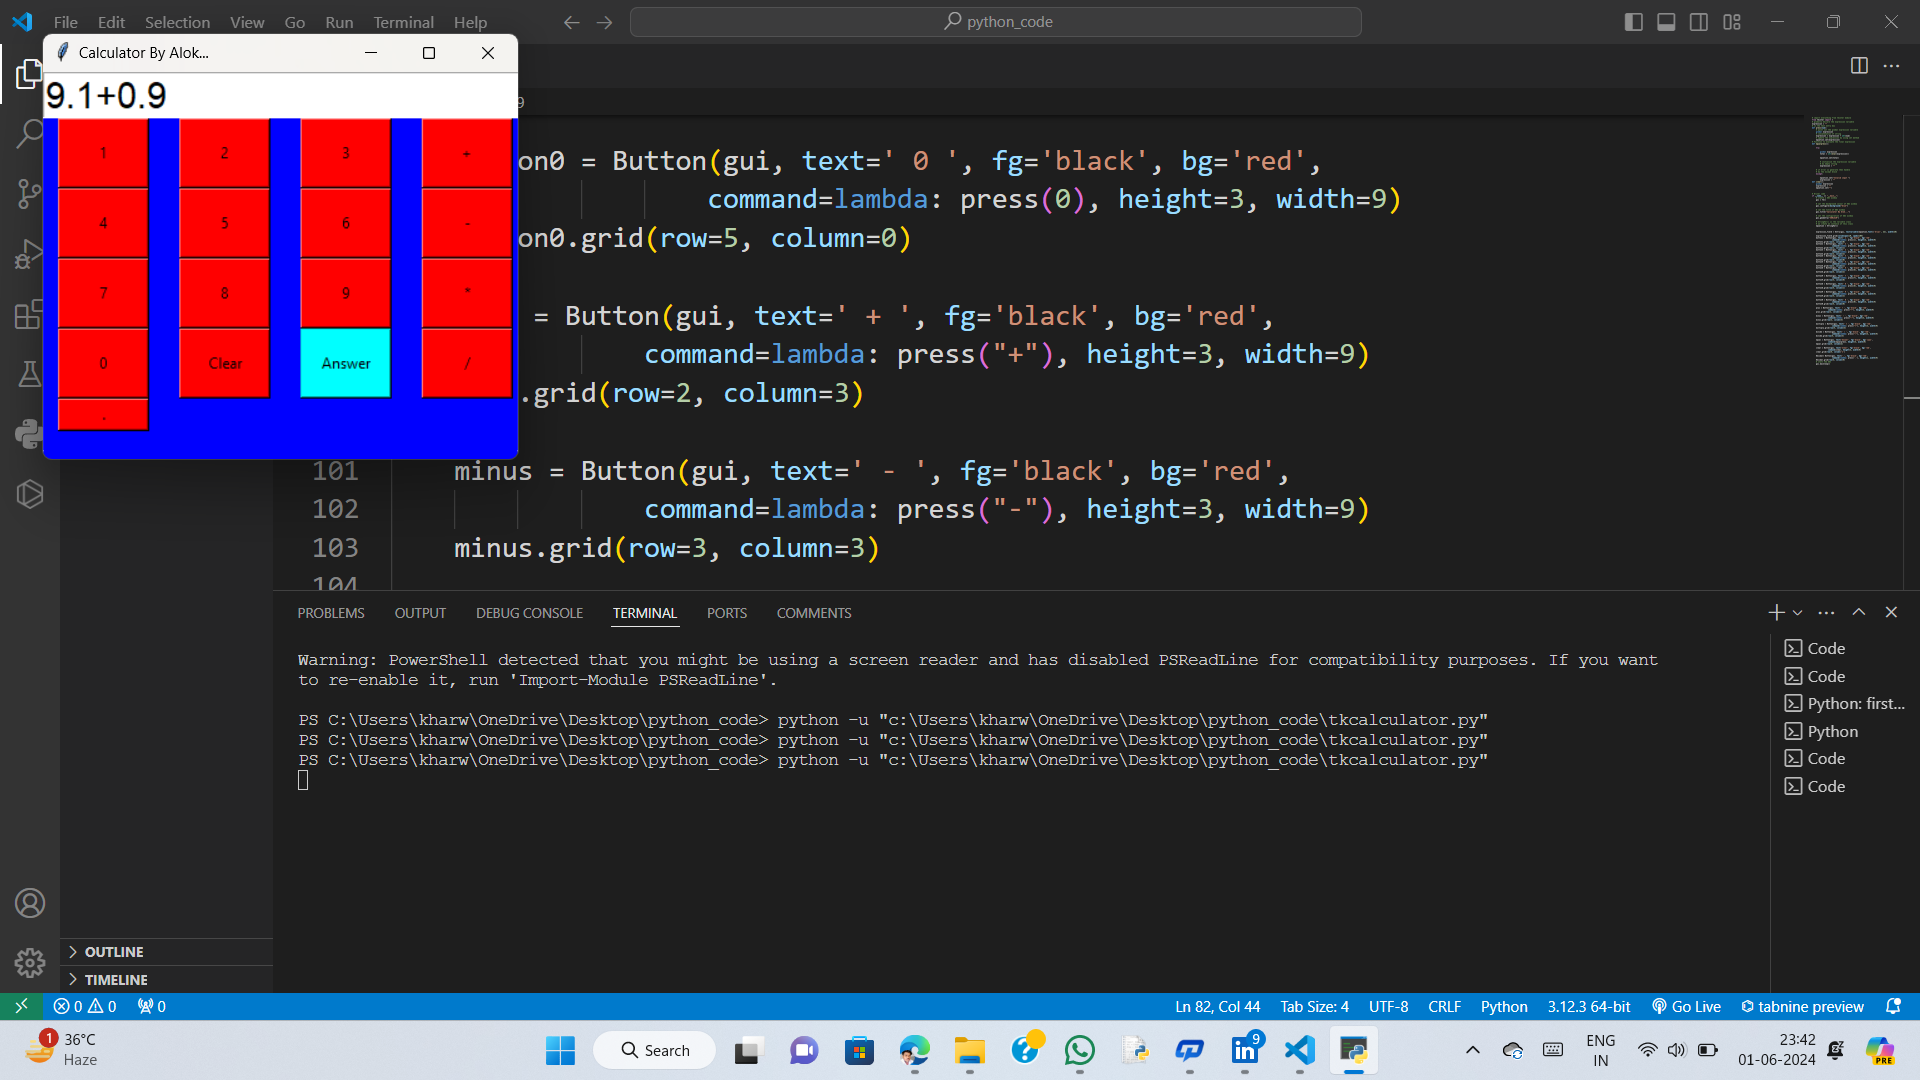 File Edit Selection View Go Run Terminal Help
python_code
Calculator By Alok...
9.1+0.9
1 2 3 +
4 5 6 -
7 8 9 *
0 Clear Answer /
.
9
on0 = Button(gui, text=' 0 ', fg='black', bg='red',
command=lambda: press(0), height=3, width=9)
on0.grid(row=5, column=0)
= Button(gui, text=' + ', fg='black', bg='red',
command=lambda: press("+"), height=3, width=9)
.grid(row=2, column=3)
101 minus = Button(gui, text=' - ', fg='black', bg='red',
102 command=lambda: press("-"), height=3, width=9)
103 minus.grid(row=3, column=3)
104
PROBLEMS OUTPUT DEBUG CONSOLE TERMINAL PORTS COMMENTS
Warning: PowerShell detected that you might be using a screen reader and has disabled PSReadLine for compatibility purposes. If you want
to re-enable it, run 'Import-Module PSReadLine'.
PS C:\Users\kharw\OneDrive\Desktop\python_code> python -u "c:\Users\kharw\OneDrive\Desktop\python_code\tkcalculator.py"
PS C:\Users\kharw\OneDrive\Desktop\python_code> python -u "c:\Users\kharw\OneDrive\Desktop\python_code\tkcalculator.py"
PS C:\Users\kharw\OneDrive\Desktop\python_code> python -u "c:\Users\kharw\OneDrive\Desktop\python_code\tkcalculator.py"
Code
Code
Python: first...
Python
Code
Code
OUTLINE
TIMELINE
0 0 0 Ln 82, Col 44 Tab Size: 4 UTF-8 CRLF Python 3.12.3 64-bit Go Live tabnine preview
1 36°C
Haze
Search
9
PRE
ENG
IN
23:42
01-06-2024